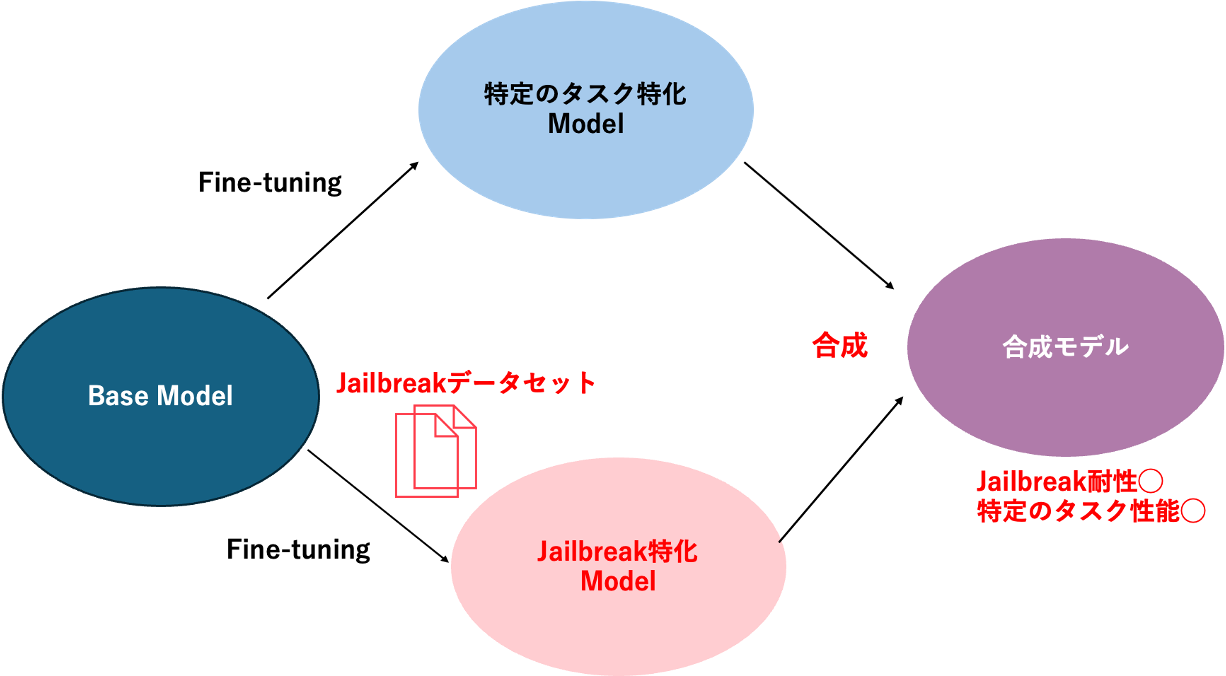 特定のタスク特化
Model
Fine-tuning
合成
合成モデル
Jailbreakデータセット
Base Model
Jailbreak耐性〇
特定のタスク性能〇
Fine-tuning
Jailbreak特化
Model